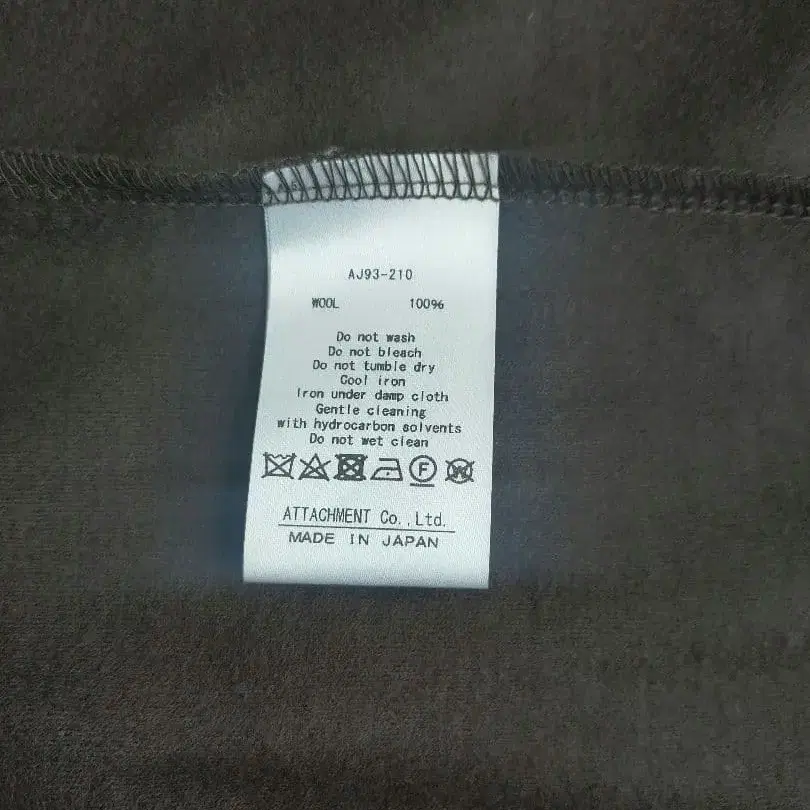 AJ93-210
WOOL 100%
Do not wash
Do not bleach
Do not tumble dry
Cool iron
Iron under damp cloth
Gentle cleaning
with hydrocarbon solvents
Do not wet clean
F W
ATTACHMENT Co.,Ltd.
MADE IN JAPAN